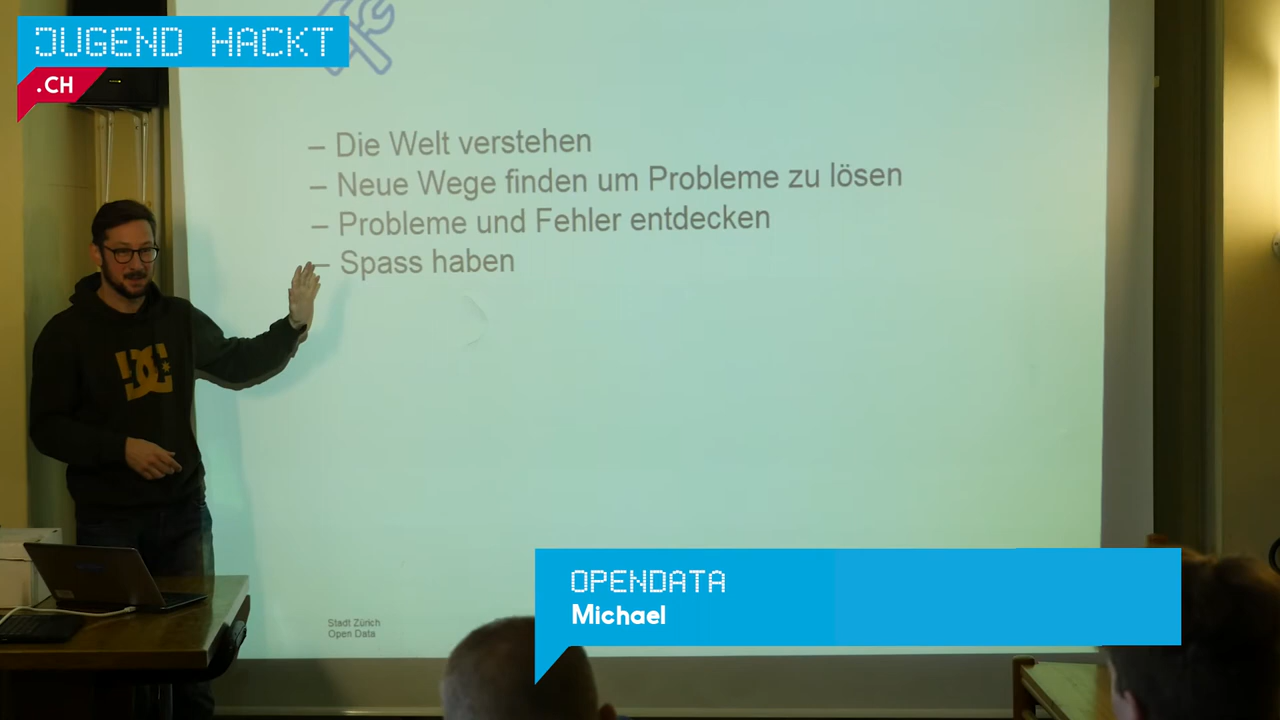 JUGEND HACKT
.CH
– Die Welt verstehen
– Neue Wege finden um Probleme zu lösen
– Probleme und Fehler entdecken
– Spass haben
DC
Stadt Zürich
Open Data
OPENDATA
Michael